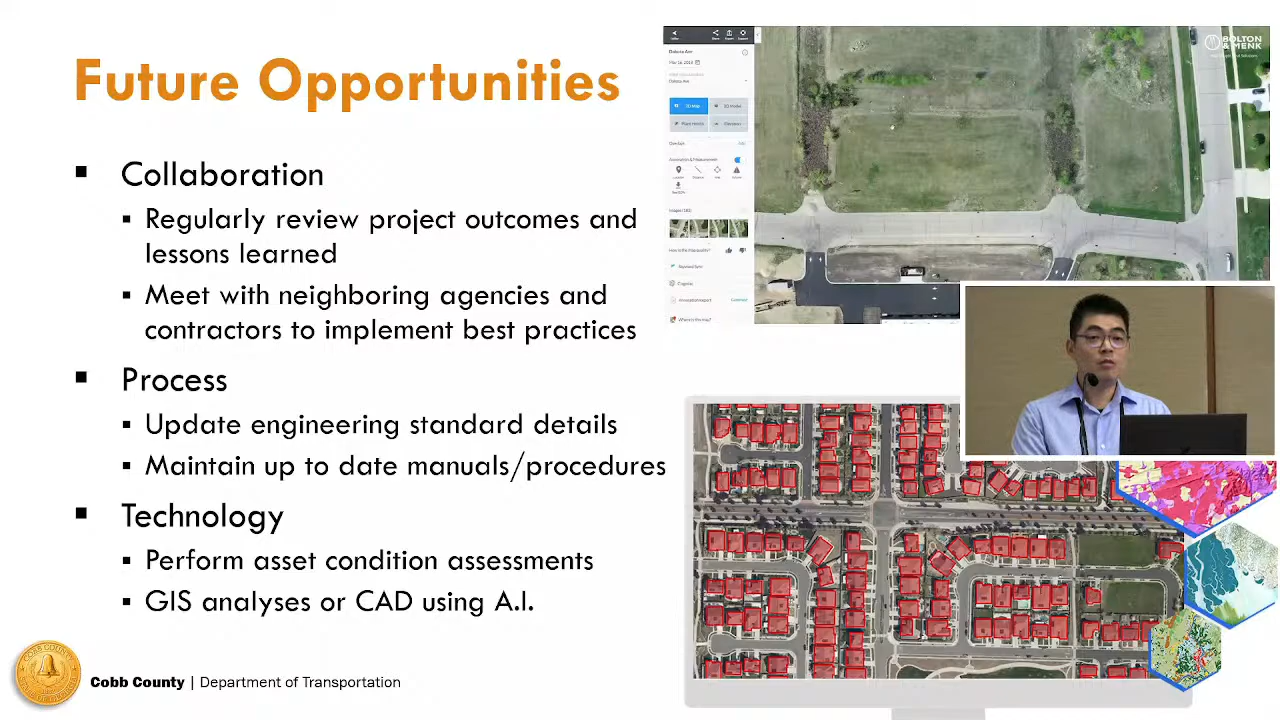 Future Opportunities
▪ Collaboration
▪ Regularly review project outcomes and
lessons learned
▪ Meet with neighboring agencies and
contractors to implement best practices
▪ Process
▪ Update engineering standard details
▪ Maintain up to date manuals/procedures
▪ Technology
▪ Perform asset condition assessments
▪ GIS analyses or CAD using A.I.
Cobb County | Department of Transportation
BOLTON
& MENK
Dakota Ave